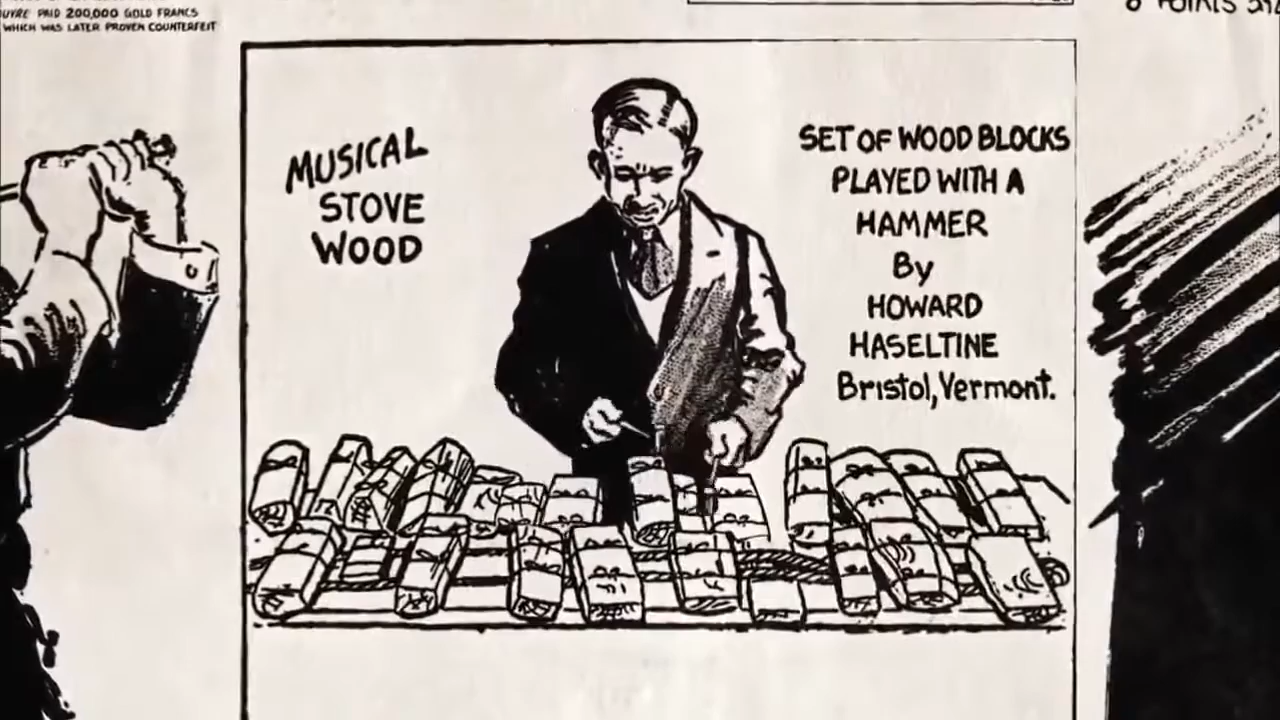 PAID 200,000 GOLD FRANCS
WHICH WAS LATER PROVEN COUNTERFEIT
MUSICAL
STOVE
WOOD
SET OF WOOD BLOCKS
PLAYED WITH A
HAMMER
By
HOWARD
HASELTINE
Bristol, Vermont.